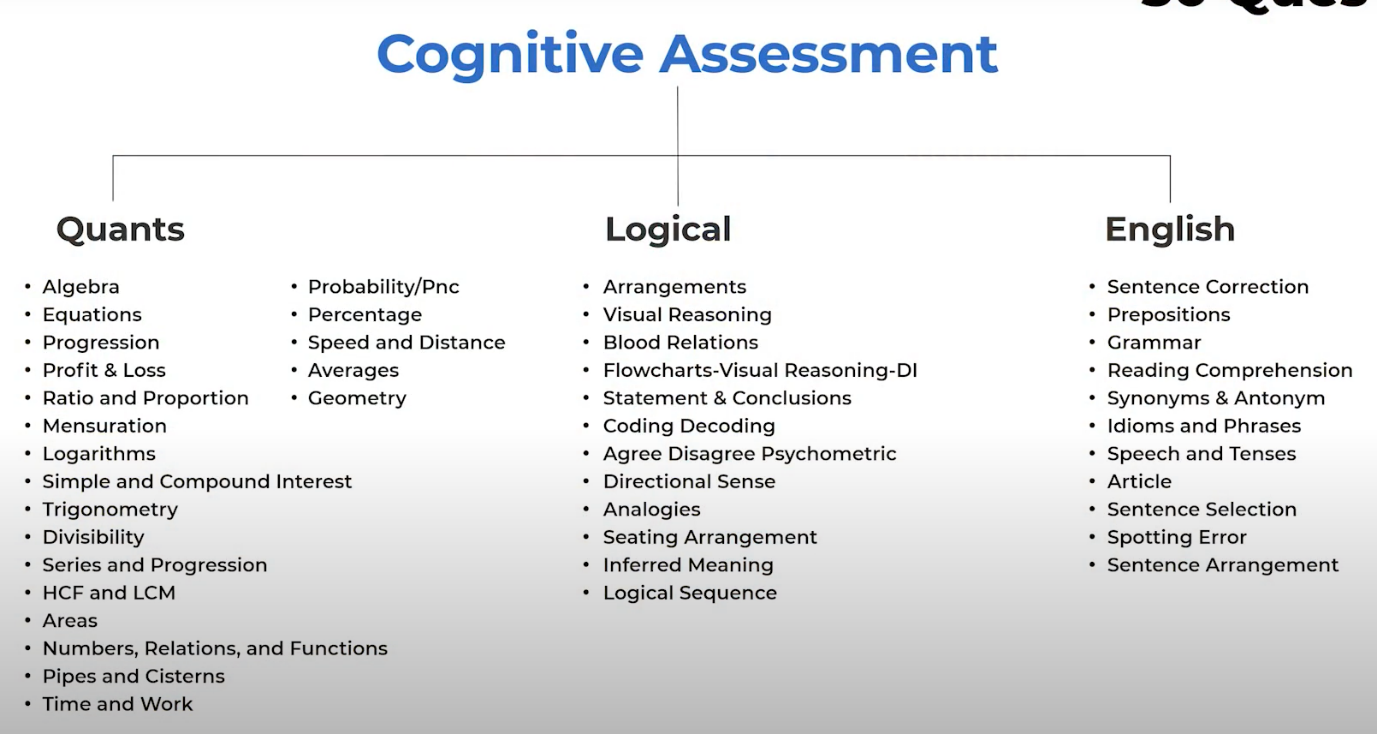 Cognitive Assessment
Quants
• Algebra
• Equations
• Progression
• Profit & Loss
• Ratio and Proportion
• Mensuration
• Logarithms
• Simple and Compound Interest
• Trigonometry
• Divisibility
• Series and Progression
• HCF and LCM
• Areas
• Numbers, Relations, and Functions
• Pipes and Cisterns
• Time and Work
• Probability/Pnc
• Percentage
• Speed and Distance
• Averages
• Geometry
Logical
• Arrangements
• Visual Reasoning
• Blood Relations
• Flowcharts-Visual Reasoning-DI
• Statement & Conclusions
• Coding Decoding
• Agree Disagree Psychometric
• Directional Sense
• Analogies
• Seating Arrangement
• Inferred Meaning
• Logical Sequence
English
• Sentence Correction
• Prepositions
• Grammar
• Reading Comprehension
• Synonyms & Antonym
• Idioms and Phrases
• Speech and Tenses
• Article
• Sentence Selection
• Spotting Error
• Sentence Arrangement